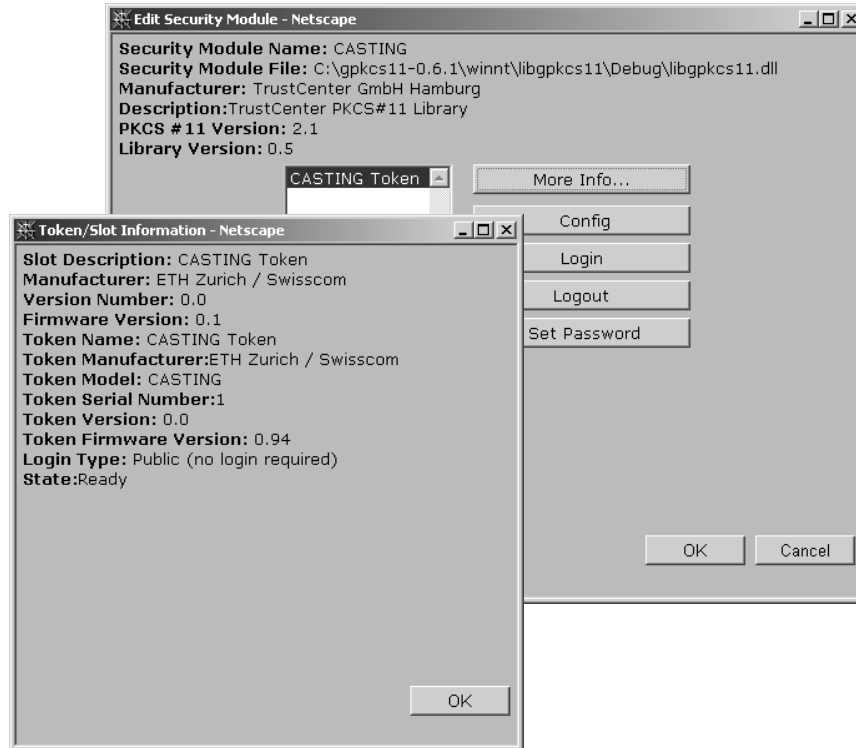 Edit Security Module - Netscape
Security Module Name: CASTING
Security Module File: C:\gpkcs11-0.6.1\winnt\libgpkcs11\Debug\libgpkcs11.dll
Manufacturer: TrustCenter GmbH Hamburg
Description:TrustCenter PKCS#11 Library
PKCS #11 Version: 2.1
Library Version: 0.5
CASTING Token
More Info...
Config
Login
Logout
Set Password
OK
Cancel
Token/Slot Information - Netscape
Slot Description: CASTING Token
Manufacturer: ETH Zurich / Swisscom
Version Number: 0.0
Firmware Version: 0.1
Token Name: CASTING Token
Token Manufacturer:ETH Zurich / Swisscom
Token Model: CASTING
Token Serial Number:1
Token Version: 0.0
Token Firmware Version: 0.94
Login Type: Public (no login required)
State:Ready
OK